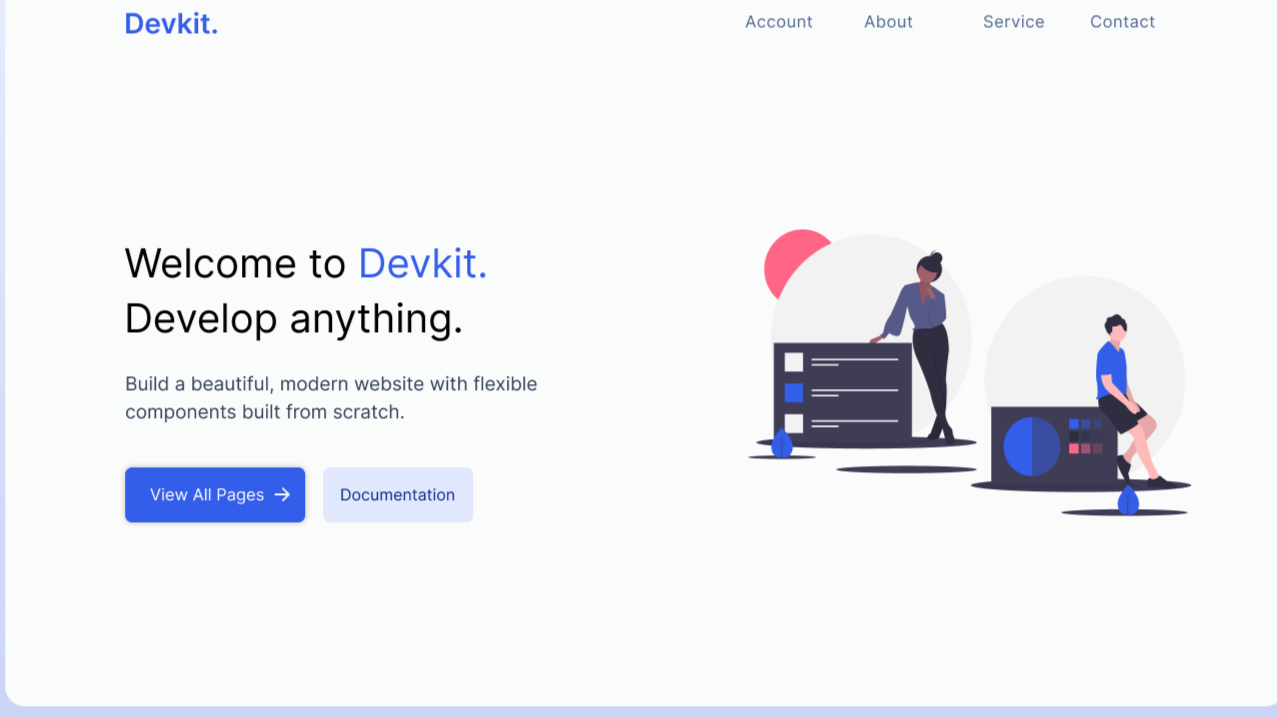 Devkit.
Account About Service Contact
Welcome to Devkit.
Develop anything.
Build a beautiful, modern website with flexible
components built from scratch.
View All Pages →
Documentation